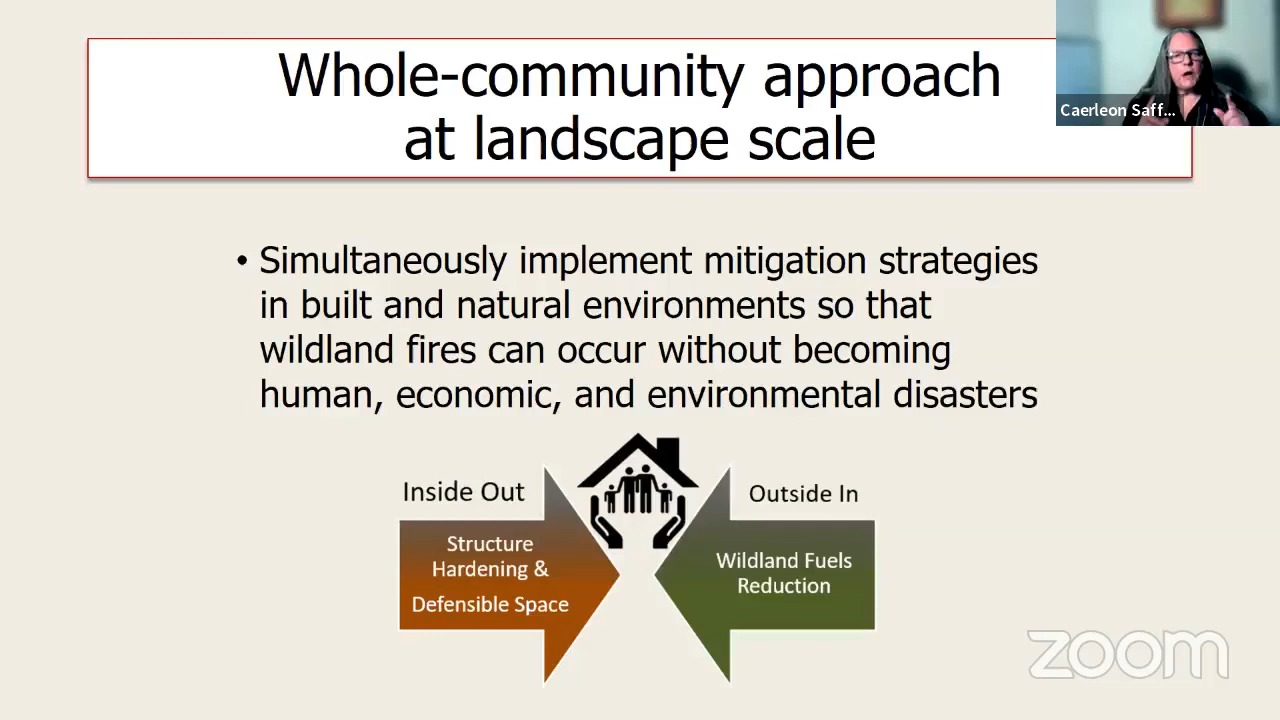 Whole-community approach
at landscape scale
Caerleon Saff...
• Simultaneously implement mitigation strategies
in built and natural environments so that
wildland fires can occur without becoming
human, economic, and environmental disasters
Inside Out
Structure
Hardening &
Defensible Space
Outside In
Wildland Fuels
Reduction
zoom